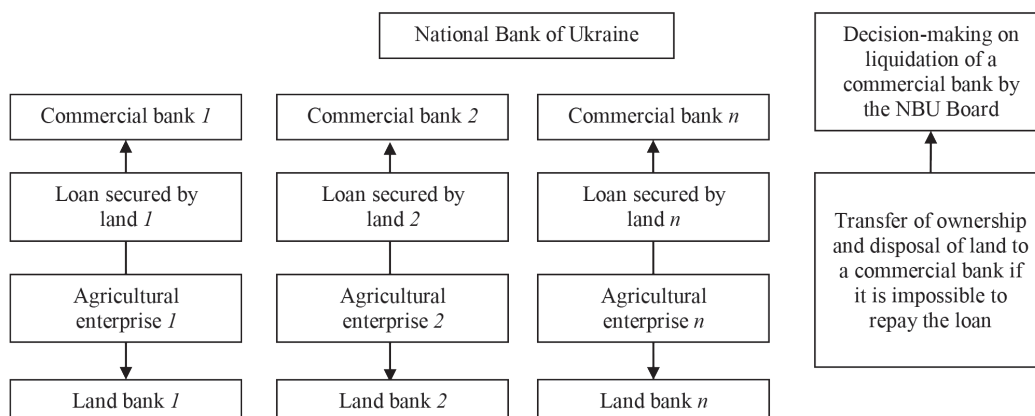 National Bank of Ukraine
Decision-making on
liquidation of a
commercial bank by
the NBU Board
Commercial bank 1
Commercial bank 2
Commercial bank n
Loan secured by
land 1
Loan secured by
land 2
Loan secured by
land n
Transfer of ownership
and disposal of land to
a commercial bank if
it is impossible to
repay the loan
Agricultural
enterprise 1
Agricultural
enterprise 2
Agricultural
enterprise n
Land bank 1
Land bank 2
Land bank n